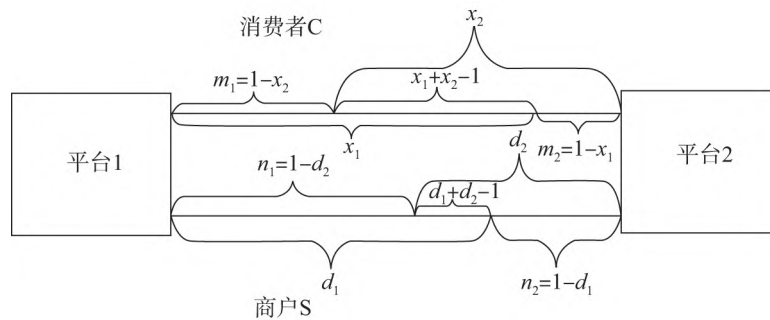 消费者C
x₂
m₁=1-x₂
x₁+x₂-1
平台1
x₁
d₂
m₂=1-x₁
平台2
n₁=1-d₂
d₁+d₂-1
d₁
n₂=1-d₁
商户S